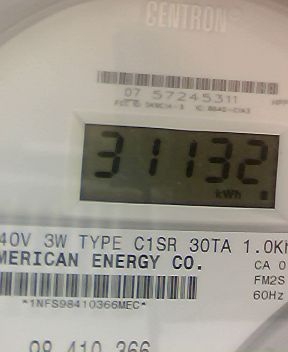 CENTRON
07 57245311
31132
kWh
40V 3W TYPE C1SR 30TA 1.0Kh
MERICAN ENERGY CO.
CA 0
FM2S
60Hz
*1NFS98410366MEC*
98 410 366